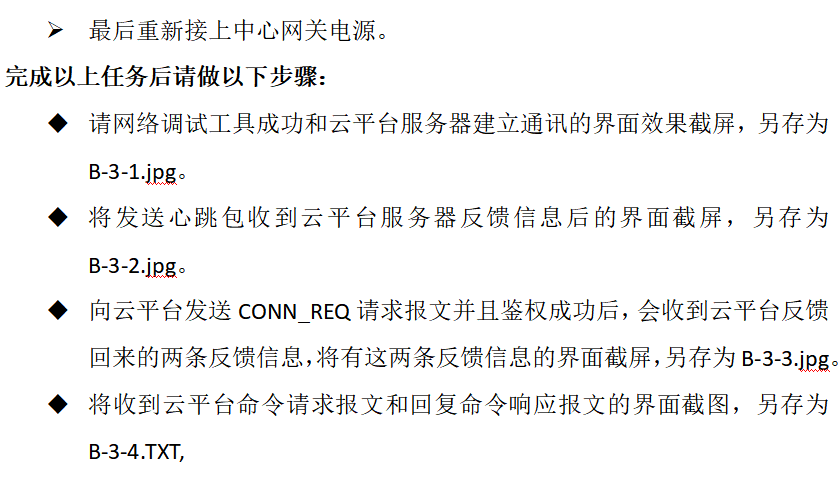 ➢ 最后重新接上中心网关电源。
完成以上任务后请做以下步骤：
◆ 请网络调试工具成功和云平台服务器建立通讯的界面效果截屏，另存为
B-3-1.jpg。
◆ 将发送心跳包收到云平台服务器反馈信息后的界面截屏，另存为
B-3-2.jpg。
◆ 向云平台发送 CONN_REQ 请求报文并且鉴权成功后，会收到云平台反馈
回来的两条反馈信息，将有这两条反馈信息的界面截屏，另存为 B-3-3.jpg。
◆ 将收到云平台命令请求报文和回复命令响应报文的界面截图，另存为
B-3-4.TXT,